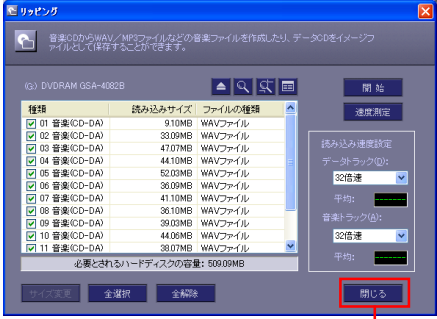 リッピング
音楽CDからWAV／MP3ファイルなどの音楽ファイルを作成したり、データCDをイメージファイルとして保存することができます。
(G:) DVDRAM GSA-4082B
開 始
速度測定
種類 読み込みサイズ ファイルの種類
01 音楽(CD-DA) 9.10MB WAVファイル
02 音楽(CD-DA) 33.09MB WAVファイル
03 音楽(CD-DA) 47.07MB WAVファイル
04 音楽(CD-DA) 44.10MB WAVファイル
05 音楽(CD-DA) 52.03MB WAVファイル
06 音楽(CD-DA) 36.09MB WAVファイル
07 音楽(CD-DA) 41.10MB WAVファイル
08 音楽(CD-DA) 36.10MB WAVファイル
09 音楽(CD-DA) 39.03MB WAVファイル
10 音楽(CD-DA) 44.06MB WAVファイル
11 音楽(CD-DA) 38.07MB WAVファイル
必要とされるハードディスクの容量: 509.09MB
読み込み速度設定
データトラック(D):
32倍速
平均:
音楽トラック(A):
32倍速
平均:
サイズ変更 全選択 全解除 閉じる